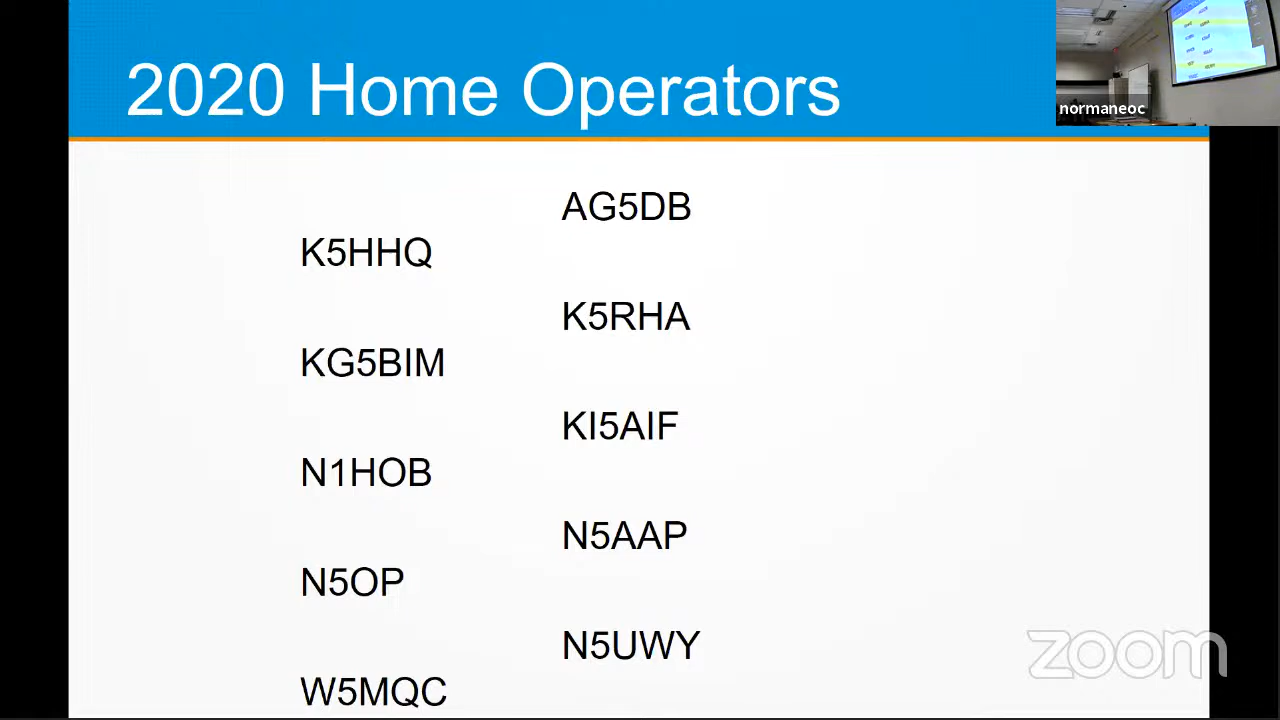 2020 Home Operators
normaneoc
AG5DB
K5HHQ
K5RHA
KG5BIM
KI5AIF
N1HOB
N5AAP
N5OP
N5UWY
W5MQC
zoom